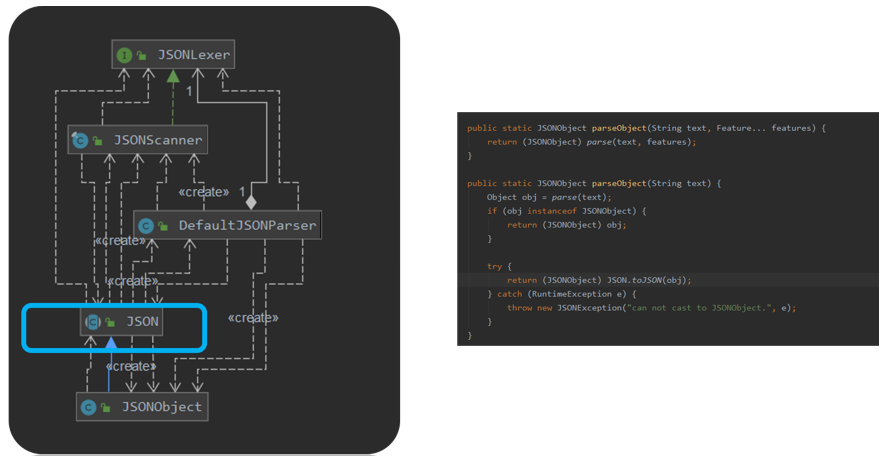 JSONLexer
1
JSONScanner
«create»
1
DefaultJSONParser
«create»
«create»
JSON
«create»
«create»
JSONObject
public static JSONObject parseObject(String text, Feature... features) {
return (JSONObject) parse(text, features);
}
public static JSONObject parseObject(String text) {
Object obj = parse(text);
if (obj instanceof JSONObject) {
return (JSONObject) obj;
}
try {
return (JSONObject) JSON.toJSON(obj);
} catch (RuntimeException e) {
throw new JSONException("can not cast to JSONObject.", e);
}
}